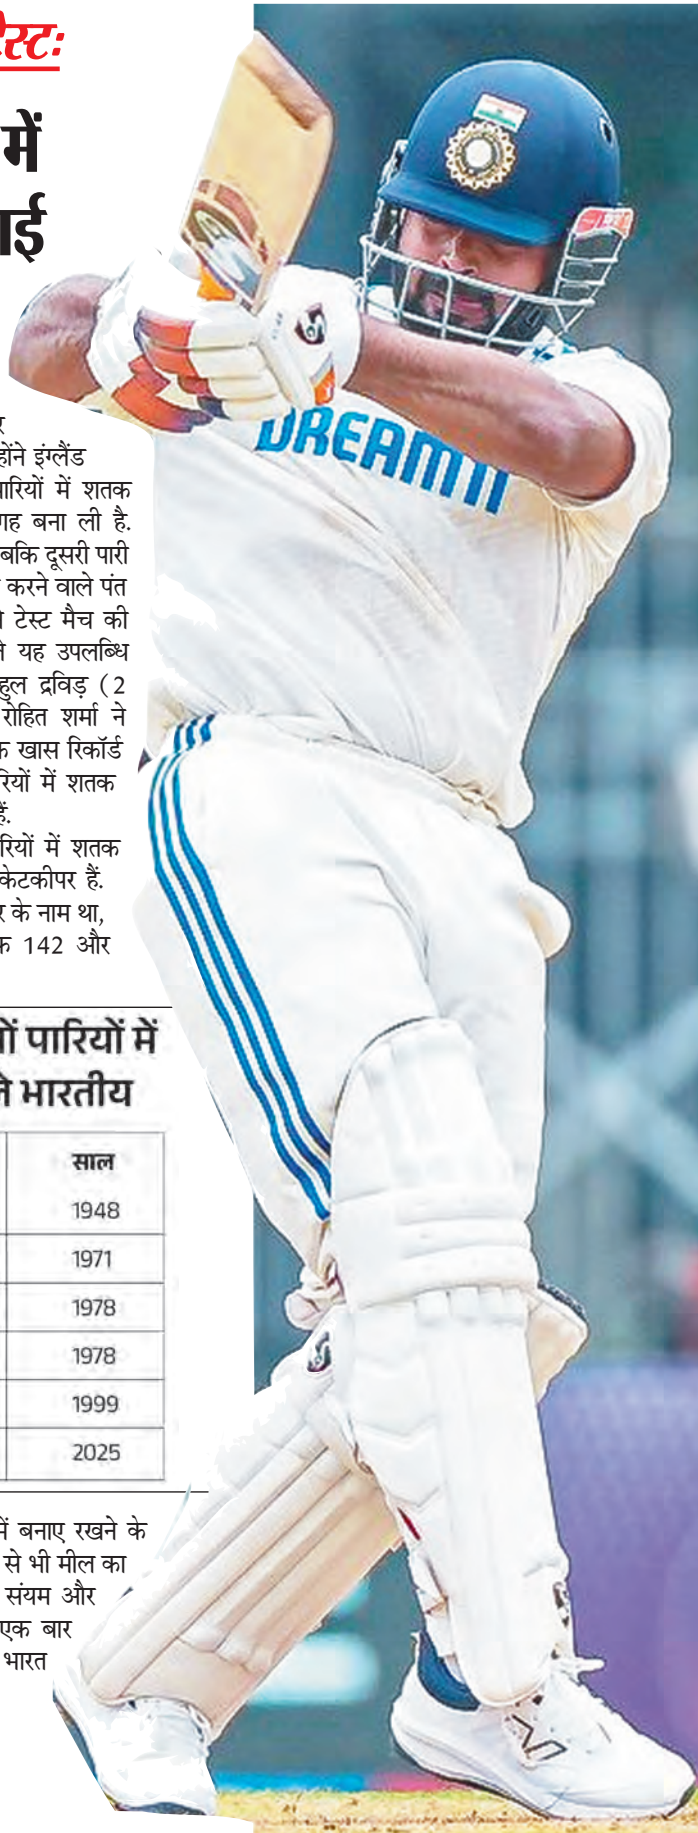 टेस्ट:
में
ई
DREAM11
र
होंने इंग्लैंड
पारियों में शतक
गह बना ली है.
बकि दूसरी पारी
करने वाले पंत
टेस्ट मैच की
यह उपलब्धि
हुल द्रविड़ (2
रोहित शर्मा ने
क खास रिकॉर्ड
रियों में शतक
हैं.
रियों में शतक
केटकीपर हैं.
र के नाम था,
क 142 और
ों पारियों में
भारतीय
साल
1948
1971
1978
1978
1999
2025
में बनाए रखने के
से भी मील का
संयम और
एक बार
भारत